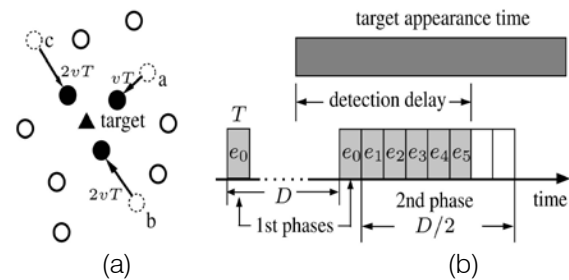 c
2vT
vT
a
target
2vT
b
(a)
target appearance time
detection delay
T
e₀
e₀ e₁ e₂ e₃ e₄ e₅
D
1st phases
2nd phase
D/2
time
(b)